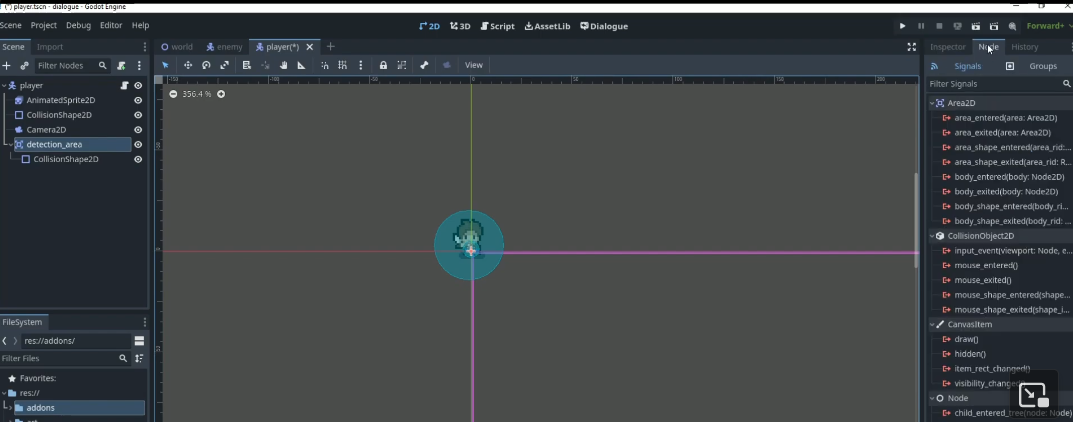 (*) player.tscn - dialogue - Godot Engine
Scene Project Debug Editor Help
2D 3D Script AssetLib Dialogue
Forward+
Scene Import
world enemy player(*)
Inspector Node History
Filter Nodes
View
Signals Groups
356.4 %
Filter Signals
player
AnimatedSprite2D
CollisionShape2D
Camera2D
detection_area
CollisionShape2D
Area2D
area_entered(area: Area2D)
area_exited(area: Area2D)
area_shape_entered(area_rid:...
area_shape_exited(area_rid: R...
body_entered(body: Node2D)
body_exited(body: Node2D)
body_shape_entered(body_ri...
body_shape_exited(body_rid: ...
CollisionObject2D
input_event(viewport: Node, e...
mouse_entered()
mouse_exited()
mouse_shape_entered(shape...
mouse_shape_exited(shape_i...
CanvasItem
draw()
hidden()
item_rect_changed()
Node
child_entered_tree(node: Node)
FileSystem
res://addons/
Filter Files
Favorites:
res://
addons